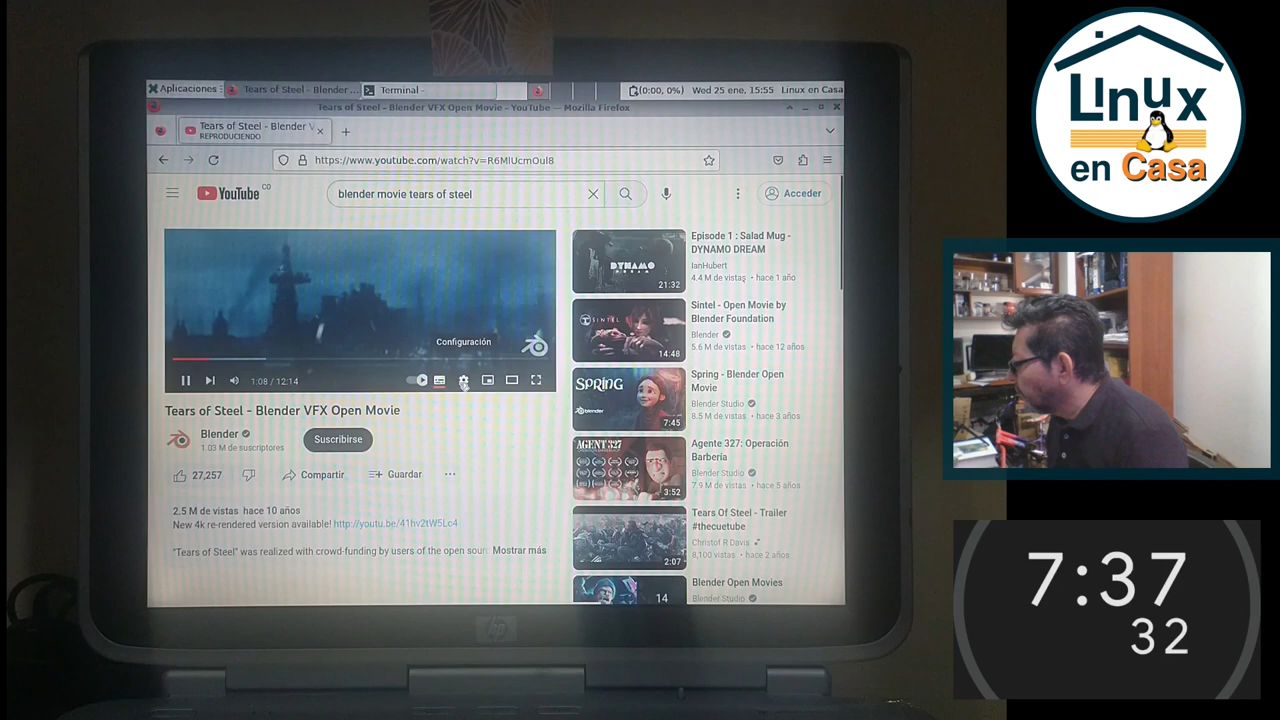 Aplicaciones
Tears of Steel - Blender ...
Terminal -
(0:00, 0%)
Wed 25 ene, 15:55
Linux en Casa
Tears of Steel - Blender VFX Open Movie - YouTube — Mozilla Firefox
Tears of Steel - Blender V
REPRODUCIENDO
https://www.youtube.com/watch?v=R6MlUcmOul8
YouTube CO
blender movie tears of steel
Acceder
Configuración
1:08 / 12:14
Tears of Steel - Blender VFX Open Movie
Blender
1.03 M de suscriptores
Suscribirse
27,257
Compartir
Guardar
2.5 M de vistas hace 10 años
New 4k re-rendered version available! http://youtu.be/41hv2tW5Lc4
"Tears of Steel" was realized with crowd-funding by users of the open sour
Mostrar más
DYNAMO
DREAM
21:32
Episode 1 : Salad Mug -
DYNAMO DREAM
IanHubert
4.4 M de vistas • hace 1 año
SINTEL
14:48
Sintel - Open Movie by
Blender Foundation
Blender
5.6 M de vistas • hace 12 años
SPRING
blender
7:45
Spring - Blender Open
Movie
Blender Studio
8.5 M de vistas • hace 3 años
AGENT 327
3:52
Agente 327: Operación
Barbería
Blender Studio
7.9 M de vistas • hace 5 años
2:07
Tears Of Steel - Trailer
#thecuetube
Christof R Davis
8,100 vistas • hace 2 años
14
Blender Open Movies
Blender Studio
hp
Linux
en Casa
7:37
32